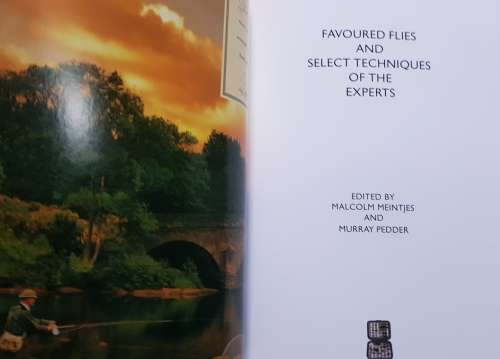 FAVOURED FLIES
AND
SELECT TECHNIQUES
OF THE
EXPERTS
EDITED BY
MALCOLM MEINTJES
AND
MURRAY PEDDER